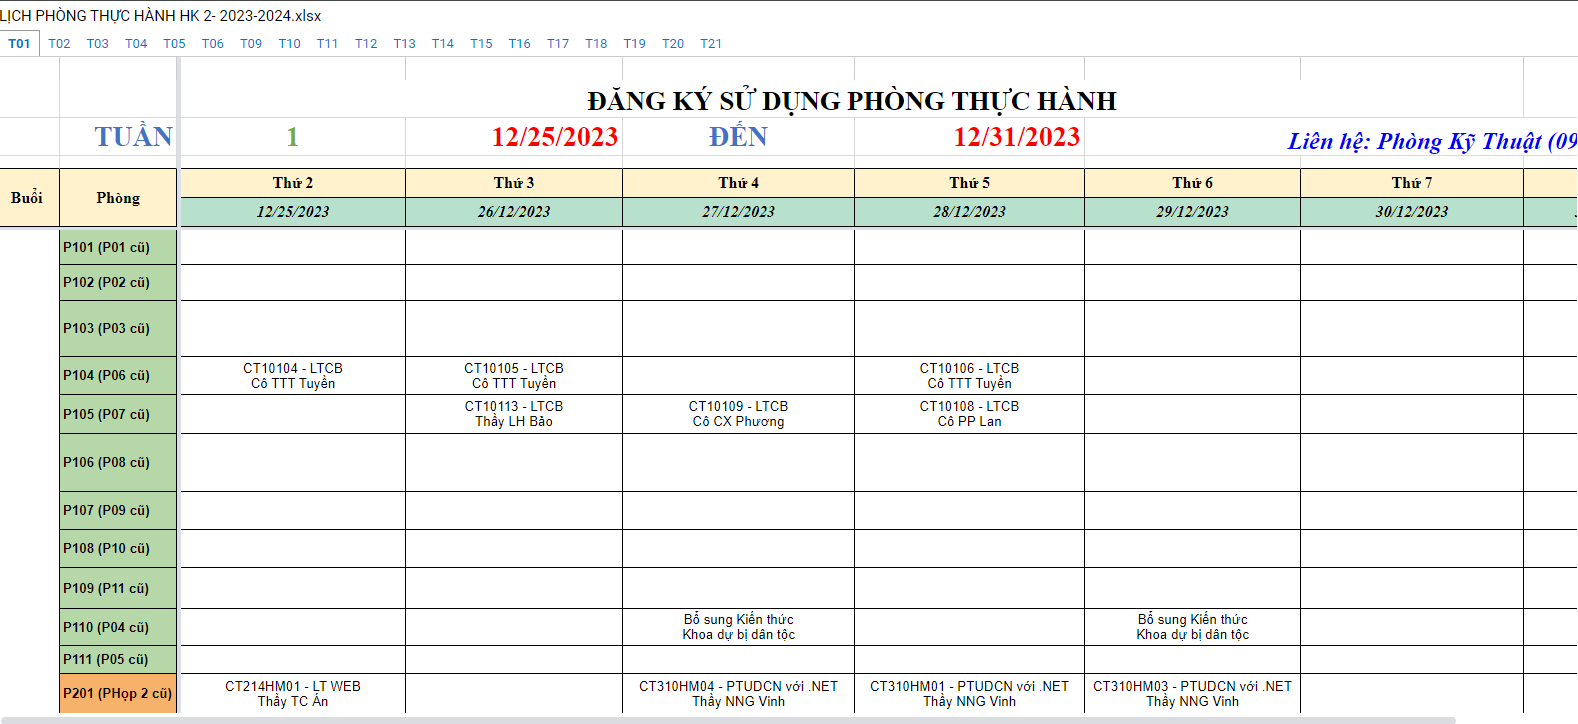 LỊCH PHÒNG THỰC HÀNH HK 2- 2023-2024.xlsx
T01 T02 T03 T04 T05 T06 T09 T10 T11 T12 T13 T14 T15 T16 T17 T18 T19 T20 T21
ĐĂNG KÝ SỬ DỤNG PHÒNG THỰC HÀNH
TUẦN 1 12/25/2023 ĐẾN 12/31/2023 Liên hệ: Phòng Kỹ Thuật (09
Buổi Phòng Thứ 2 Thứ 3 Thứ 4 Thứ 5 Thứ 6 Thứ 7
12/25/2023 26/12/2023 27/12/2023 28/12/2023 29/12/2023 30/12/2023
P101 (P01 cũ)
P102 (P02 cũ)
P103 (P03 cũ)
P104 (P06 cũ)
CT10104 - LTCB
Cô TTT Tuyền
CT10105 - LTCB
Cô TTT Tuyền
CT10106 - LTCB
Cô TTT Tuyền
P105 (P07 cũ)
CT10113 - LTCB
Thầy LH Bảo
CT10109 - LTCB
Cô CX Phương
CT10108 - LTCB
Cô PP Lan
P106 (P08 cũ)
P107 (P09 cũ)
P108 (P10 cũ)
P109 (P11 cũ)
P110 (P04 cũ)
Bổ sung Kiến thức
Khoa dự bị dân tộc
Bổ sung Kiến thức
Khoa dự bị dân tộc
P111 (P05 cũ)
P201 (PHọp 2 cũ)
CT214HM01 - LT WEB
Thầy TC Án
CT310HM04 - PTUDCN với .NET
Thầy NNG Vinh
CT310HM01 - PTUDCN với .NET
Thầy NNG Vinh
CT310HM03 - PTUDCN với .NET
Thầy NNG Vinh